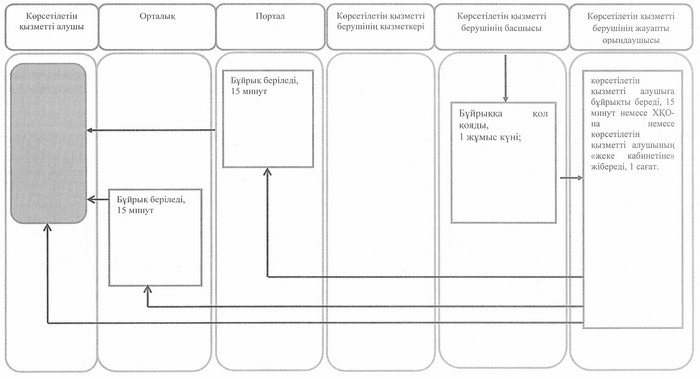 Көрсетілетін
қызметті алушы
Орталық
Портал
Көрсетілетін қызметті
берушінің қызметкері
Көрсетілетін қызметті
берушінің басшысы
Көрсетілетін қызметті
берушінің жауапты
орындаушысы
Бұйрық беріледі,
15 минут
Бұйрыққа қол
қояды,
1 жұмыс күні;
көрсетілетін
қызметті алушыға
бұйрықты береді, 15
минут немесе ХҚО-
на немесе
көрсетілетін
қызметті алушының
«жеке кабинетіне»
жібереді, 1 сағат.
Бұйрық беріледі,
15 минут